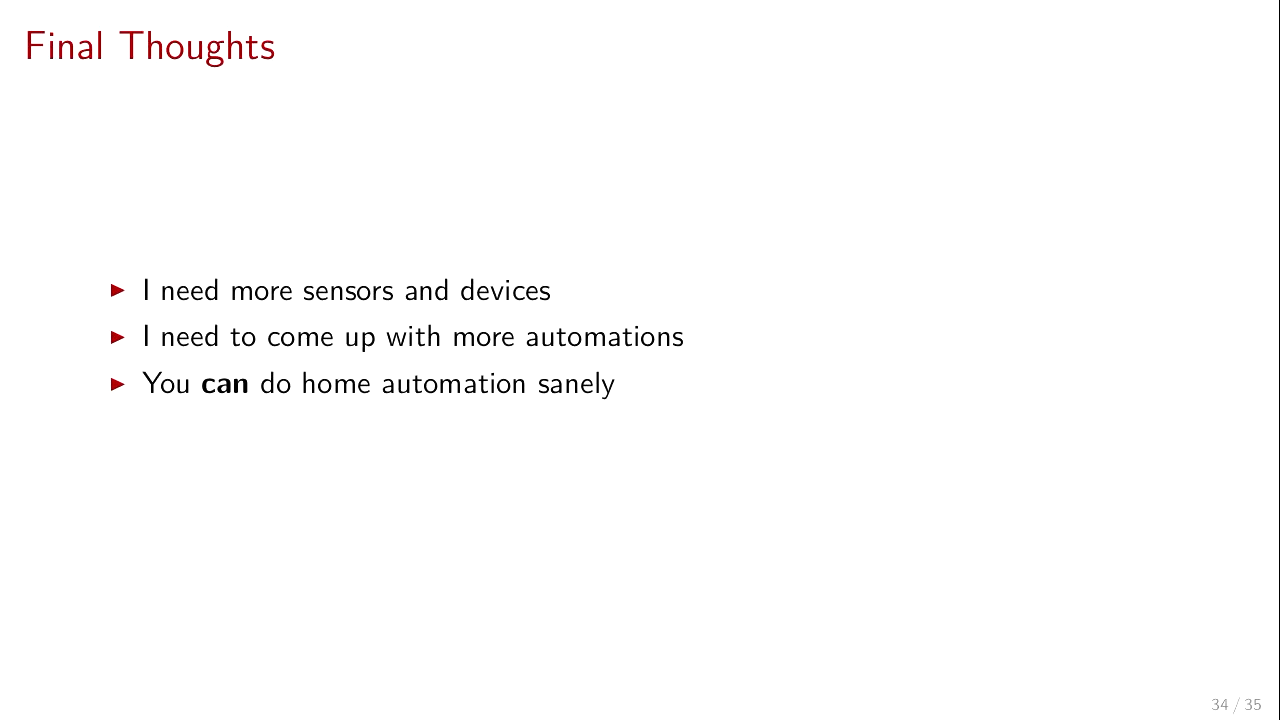 Final Thoughts
I need more sensors and devices
I need to come up with more automations
You can do home automation sanely
34 / 35